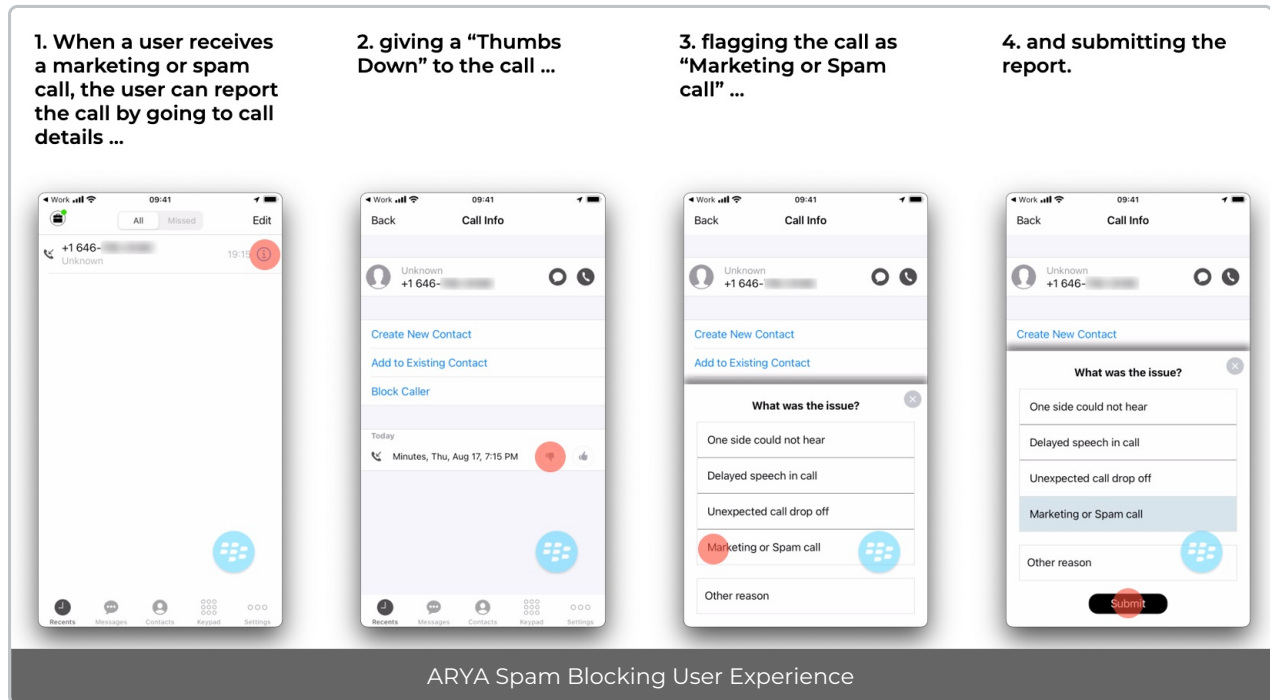 1. When a user receives
a marketing or spam
call, the user can report
the call by going to call
details ...
2. giving a “Thumbs
Down” to the call ...
3. flagging the call as
“Marketing or Spam
call” ...
4. and submitting the
report.
Work 09:41
All Missed Edit
+1 646-
Unknown
19:15
Recents Messages Contacts Keypad Settings
Work 09:41
Back Call Info
Unknown
+1 646-
Create New Contact
Add to Existing Contact
Block Caller
Today
Minutes, Thu, Aug 17, 7:15 PM
Recents Messages Contacts Keypad Settings
Work 09:41
Back Call Info
Unknown
+1 646-
Create New Contact
Add to Existing Contact
What was the issue?
One side could not hear
Delayed speech in call
Unexpected call drop off
Marketing or Spam call
Other reason
Work 09:41
Back Call Info
Unknown
+1 646-
Create New Contact
What was the issue?
One side could not hear
Delayed speech in call
Unexpected call drop off
Marketing or Spam call
Other reason
Submit
ARYA Spam Blocking User Experience